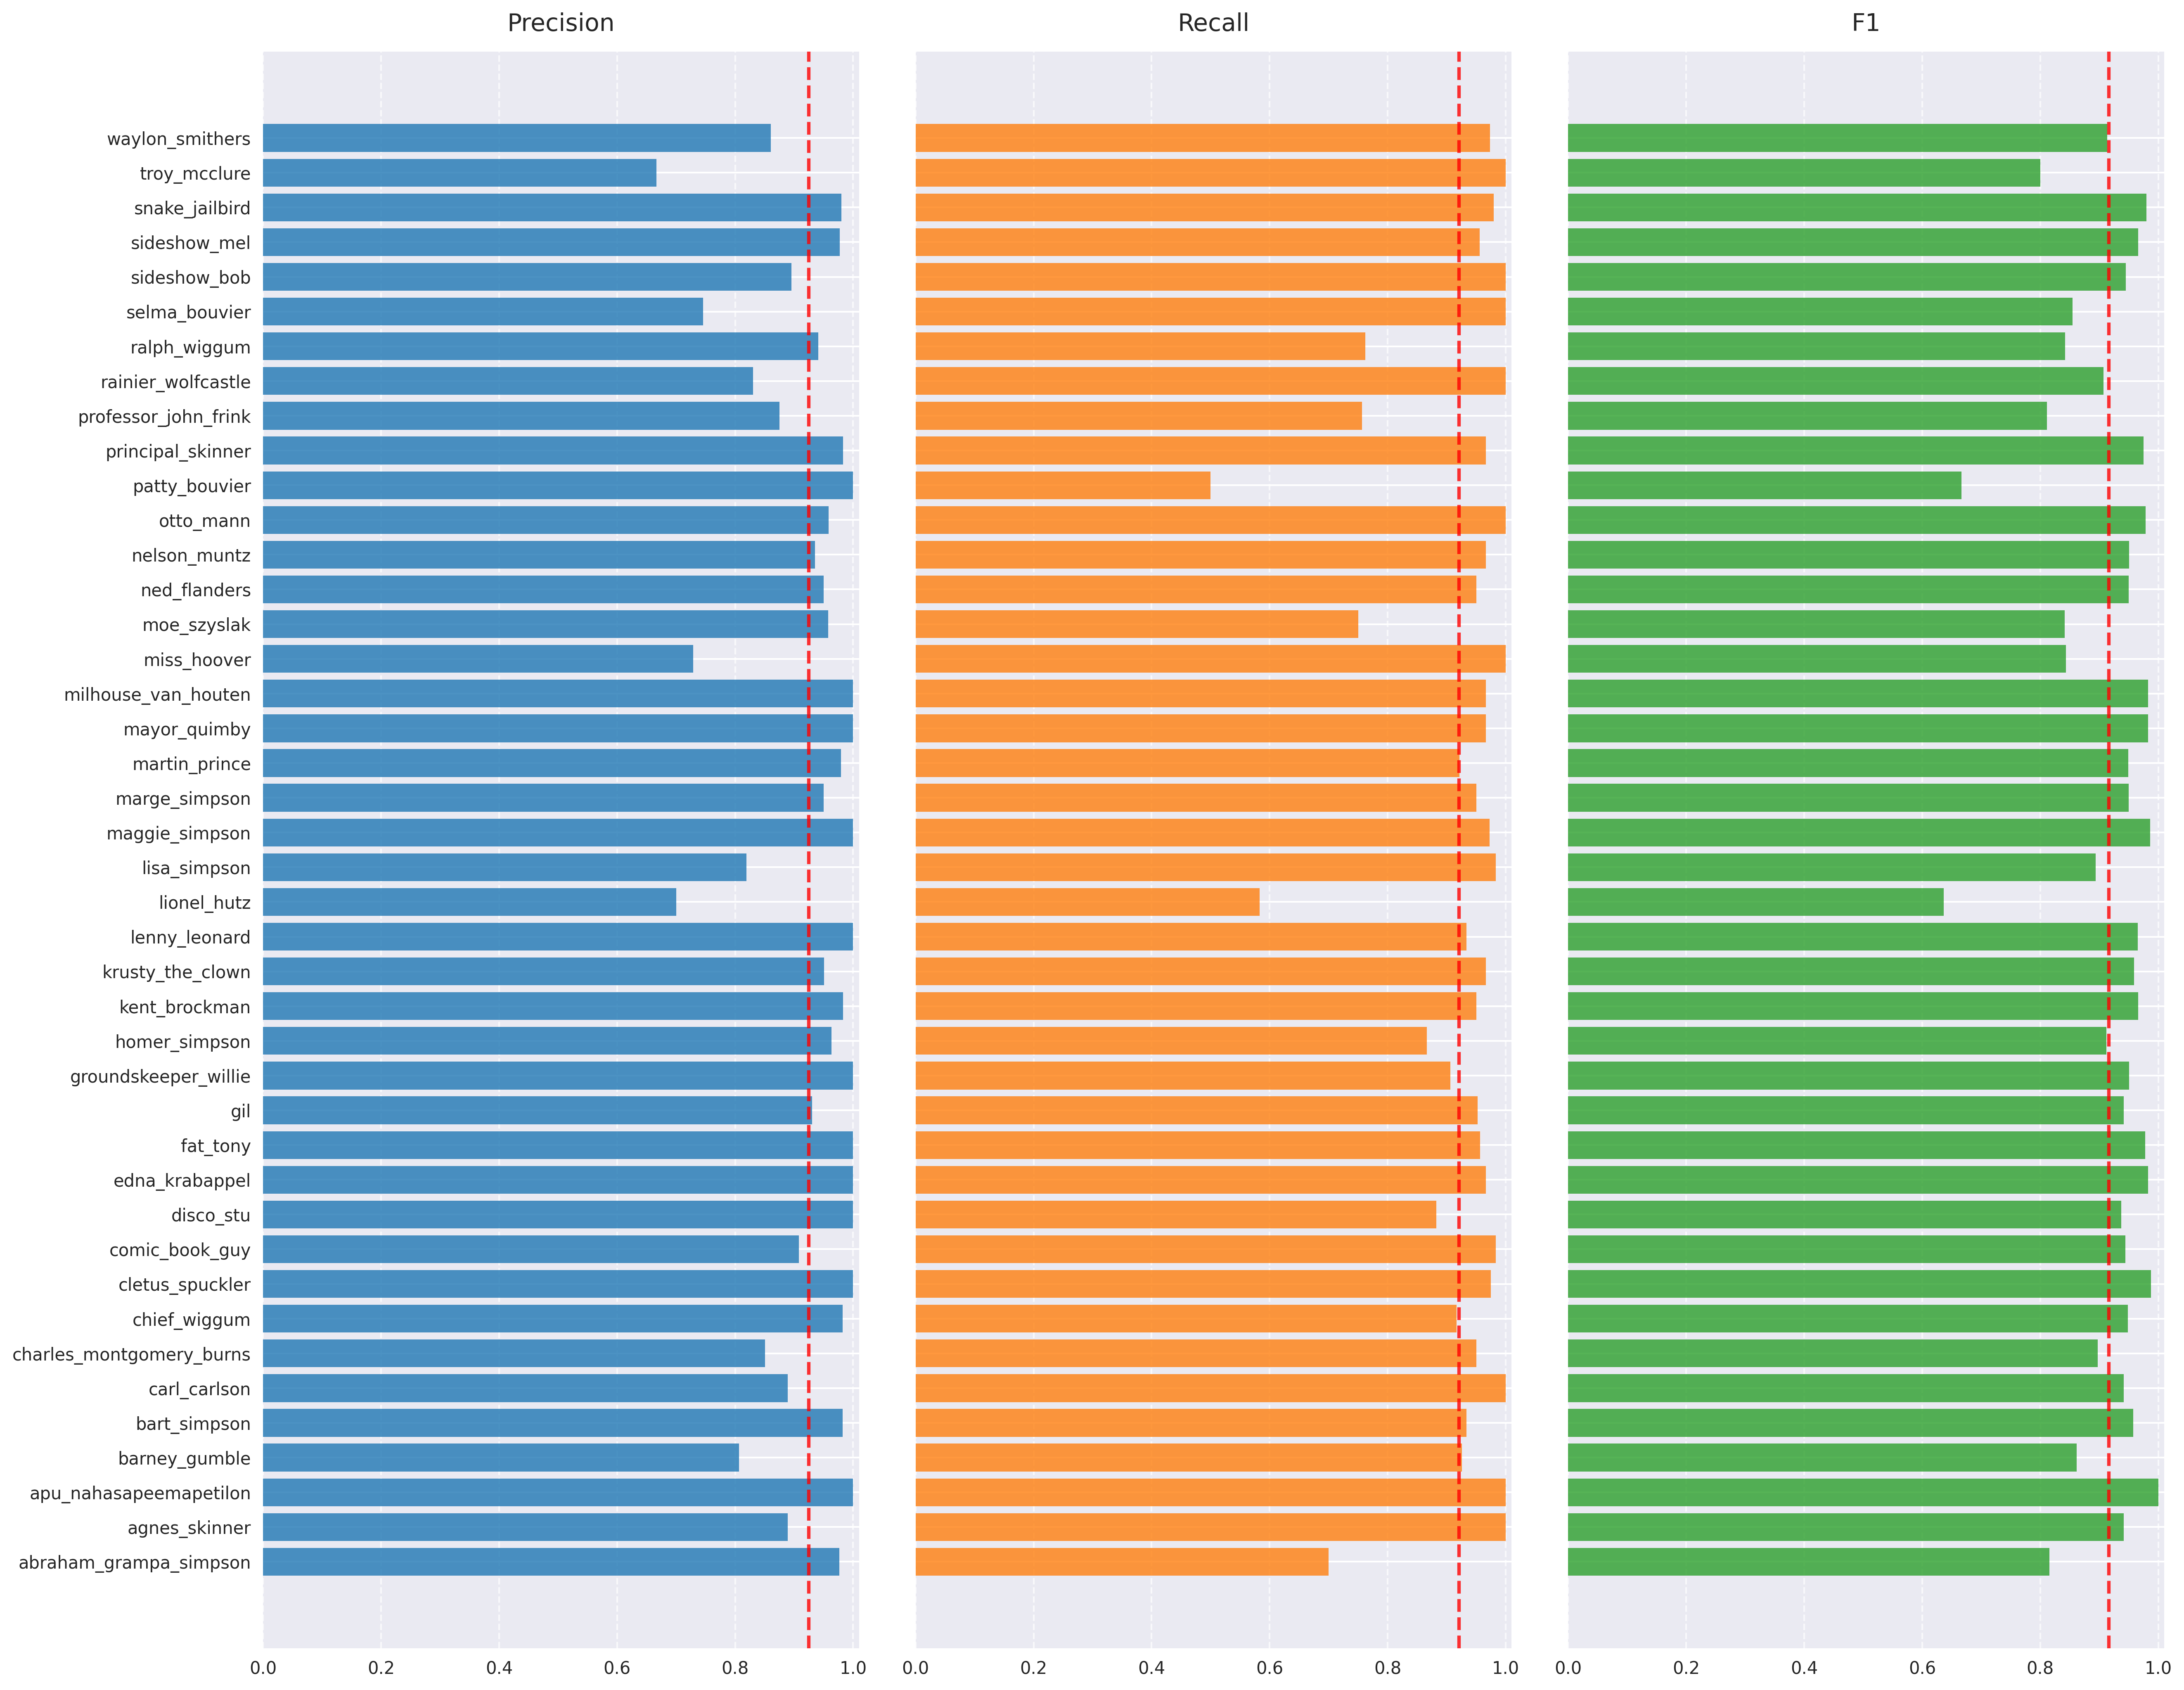 Precision
Recall
F1
waylon_smithers
troy_mcclure
snake_jailbird
sideshow_mel
sideshow_bob
selma_bouvier
ralph_wiggum
rainier_wolfcastle
professor_john_frink
principal_skinner
patty_bouvier
otto_mann
nelson_muntz
ned_flanders
moe_szyslak
miss_hoover
milhouse_van_houten
mayor_quimby
martin_prince
marge_simpson
maggie_simpson
lisa_simpson
lionel_hutz
lenny_leonard
krusty_the_clown
kent_brockman
homer_simpson
groundskeeper_willie
gil
fat_tony
edna_krabappel
disco_stu
comic_book_guy
cletus_spuckler
chief_wiggum
charles_montgomery_burns
carl_carlson
bart_simpson
barney_gumble
apu_nahasapeemapetilon
agnes_skinner
abraham_grampa_simpson
0.0 0.2 0.4 0.6 0.8 1.0
0.0 0.2 0.4 0.6 0.8 1.0
0.0 0.2 0.4 0.6 0.8 1.0